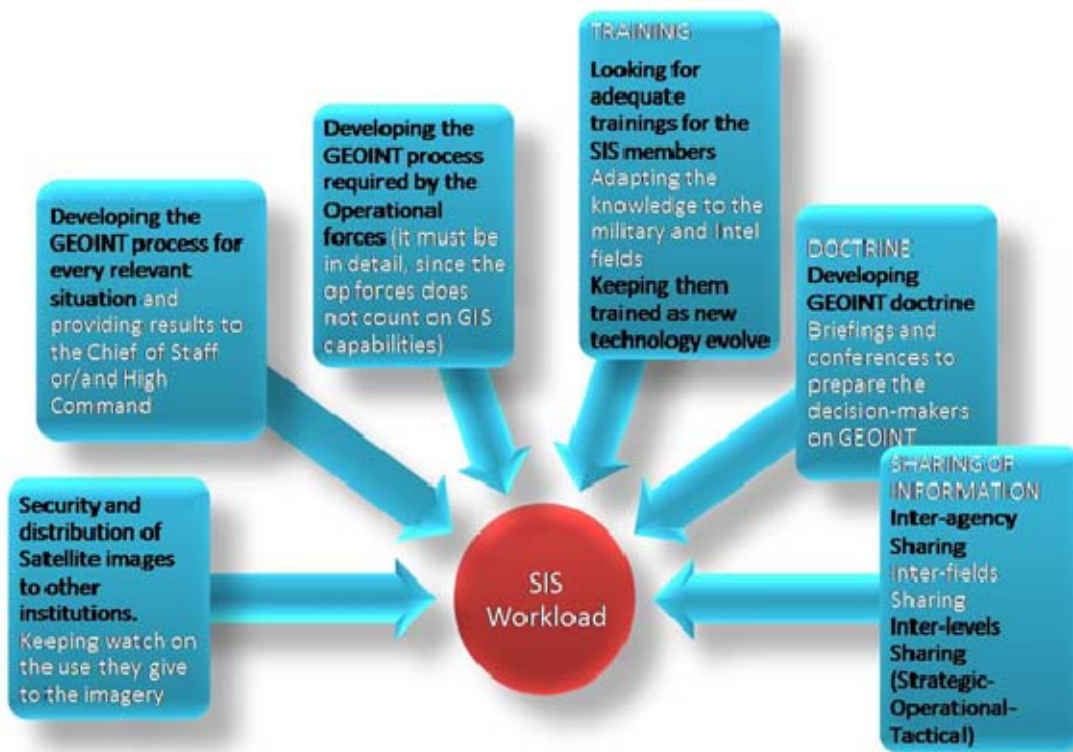 Security and
distribution of
Satellite images
to other
institutions.
Keeping watch on
the use they give
to the imagery
Developing the
GEOINT process for
every relevant
situation and
providing results to
the Chief of Staff
or/and High
Command
Developing the
GEOINT process
required by the
Operational
forces (it must be
in detail, since the
op forces does
not count on GIS
capabilities)
TRAINING
Looking for
adequate
trainings for the
SIS members
Adapting the
knowledge to the
military and Intel
fields
Keeping them
trained as new
technology evolve
DOCTRINE
Developing
GEOINT doctrine
Briefings and
conferences to
prepare the
decision-makers
on GEOINT
SHARING OF
INFORMATION
Inter-agency
Sharing
Inter-fields
Sharing
Inter-levels
Sharing
(Strategic-
Operational-
Tactical)
SIS
Workload